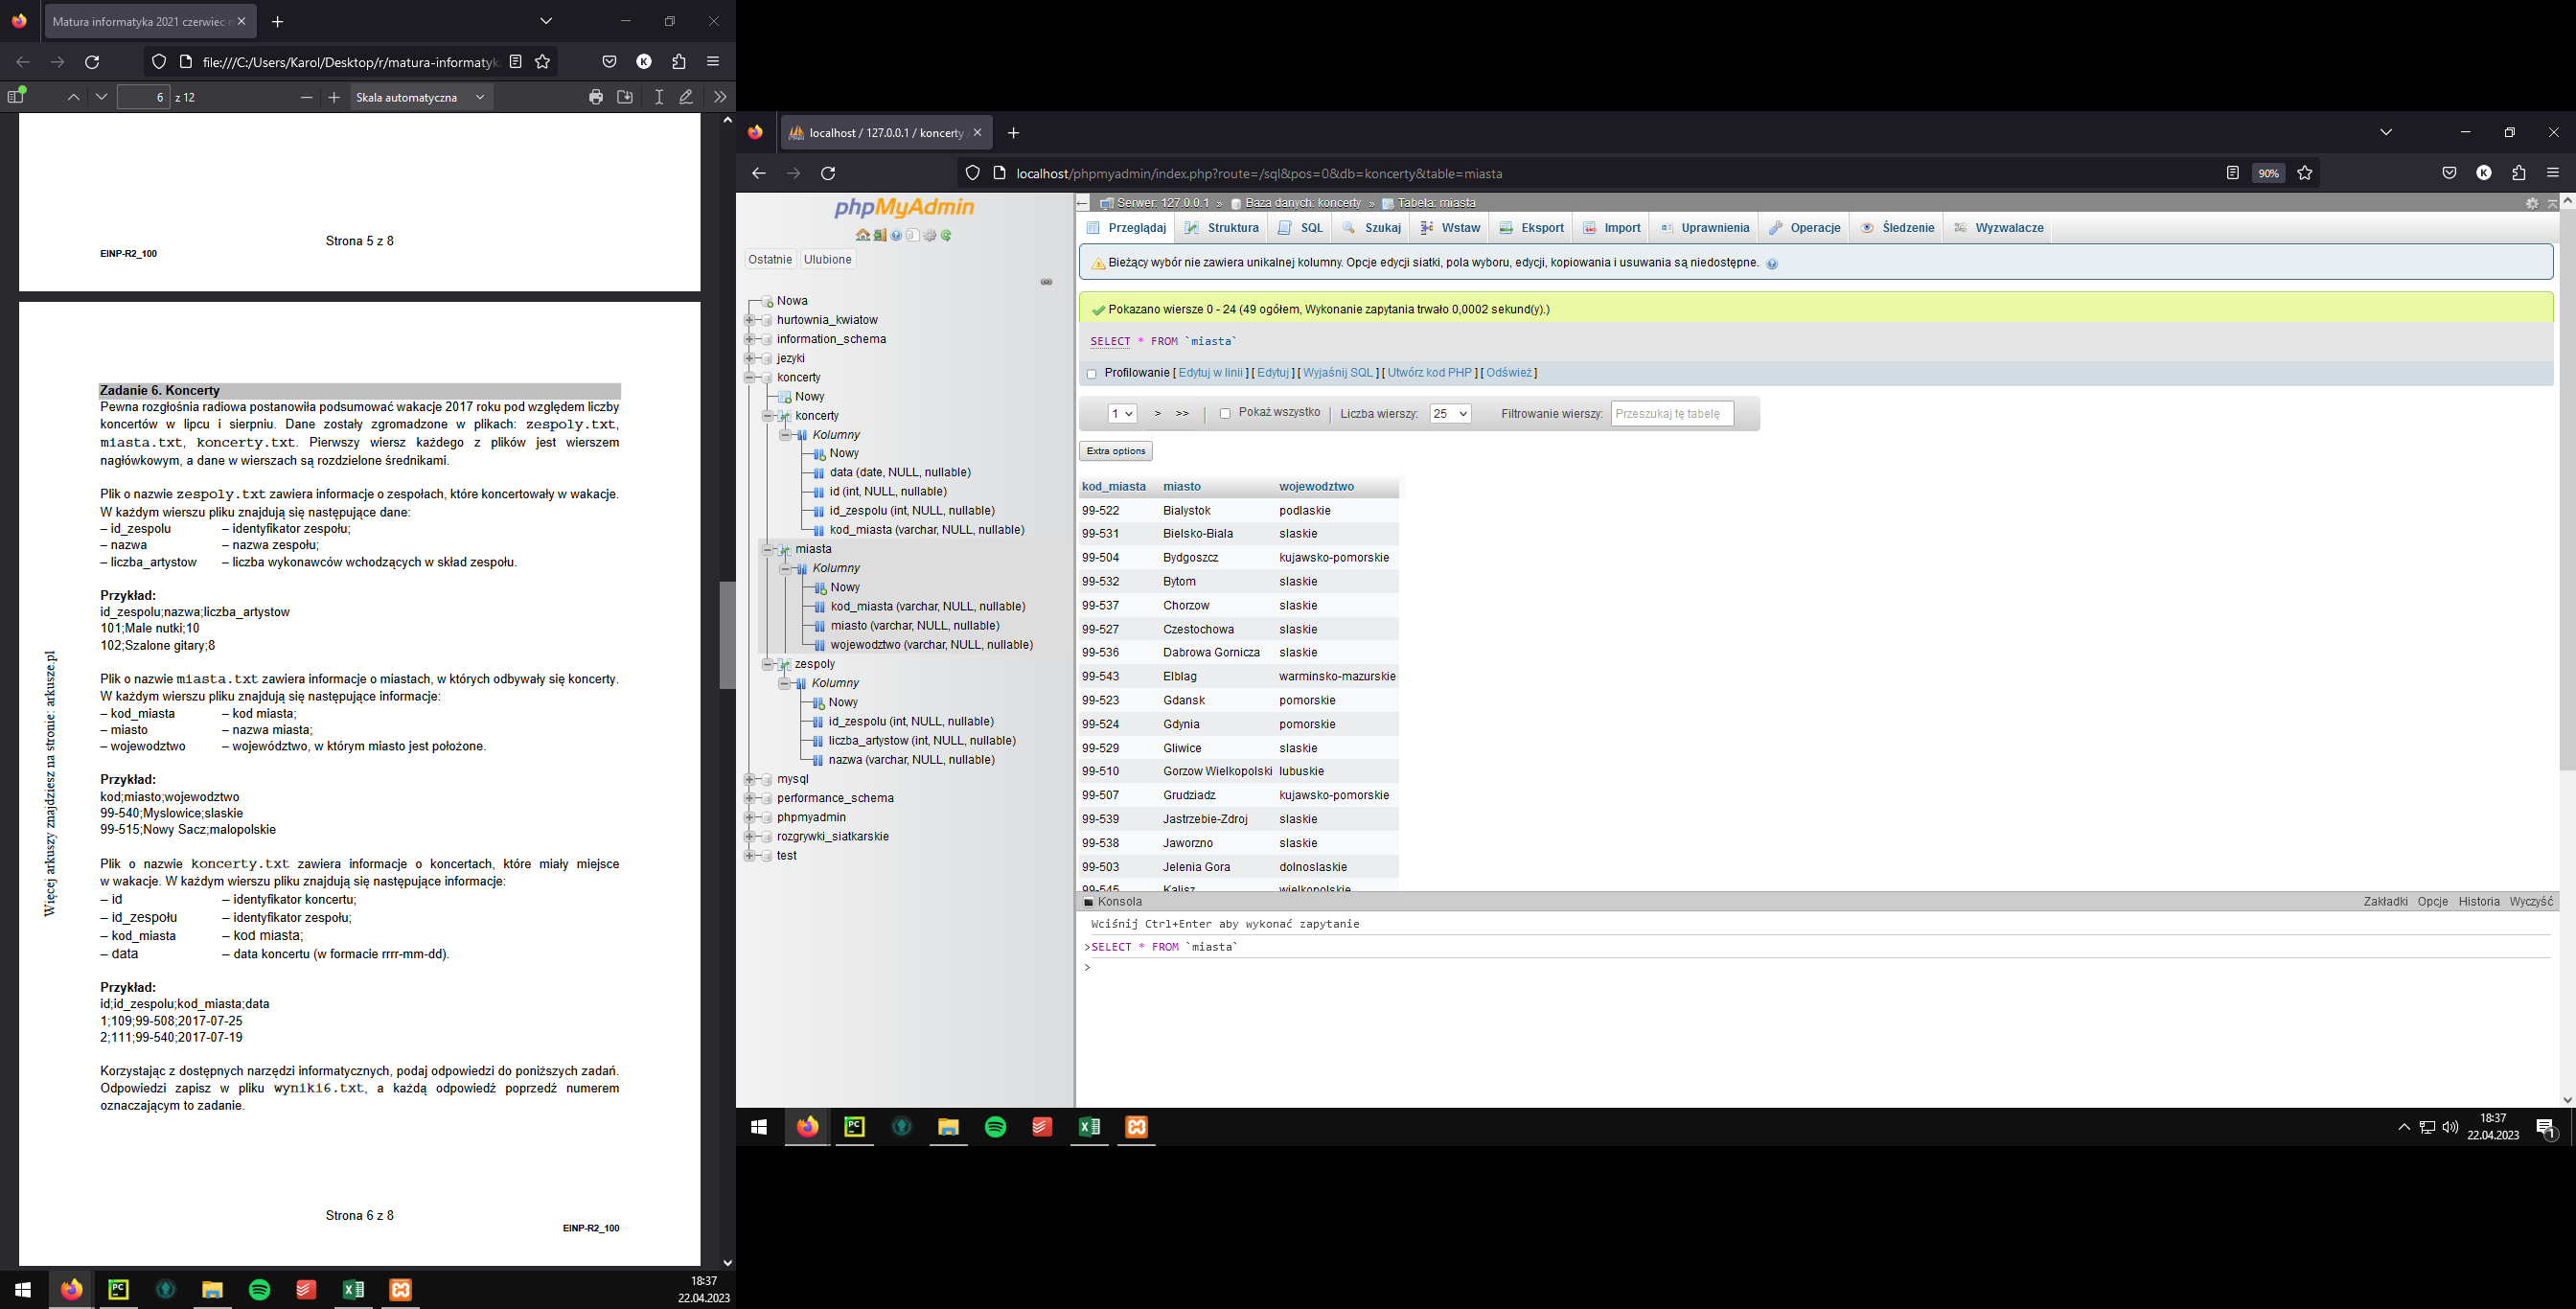 Matura informatyka 2021 czerwiec
file:///C:/Users/Karol/Desktop/r/matura-informatyk
K
6 z 12
Skala automatyczna
Strona 5 z 8
EINP-R2_100
Zadanie 6. Koncerty
Pewna rozgłośnia radiowa postanowiła podsumować wakacje 2017 roku pod względem liczby
koncertów w lipcu i sierpniu. Dane zostały zgromadzone w plikach: zespoly.txt,
miasta.txt, koncerty.txt. Pierwszy wiersz każdego z plików jest wierszem
nagłówkowym, a dane w wierszach są rozdzielone średnikami.
Plik o nazwie zespoly.txt zawiera informacje o zespołach, które koncertowały w wakacje.
W każdym wierszu pliku znajdują się następujące dane:
– id_zespolu – identyfikator zespołu;
– nazwa – nazwa zespołu;
– liczba_artystow – liczba wykonawców wchodzących w skład zespołu.
Przykład:
id_zespolu;nazwa;liczba_artystow
101;Male nutki;10
102;Szalone gitary;8
Plik o nazwie miasta.txt zawiera informacje o miastach, w których odbywały się koncerty.
W każdym wierszu pliku znajdują się następujące informacje:
– kod_miasta – kod miasta;
– miasto – nazwa miasta;
– wojewodztwo – województwo, w którym miasto jest położone.
Przykład:
kod;miasto;wojewodztwo
99-540;Myslowice;slaskie
99-515;Nowy Sacz;malopolskie
Plik o nazwie koncerty.txt zawiera informacje o koncertach, które miały miejsce
w wakacje. W każdym wierszu pliku znajdują się następujące informacje:
– id – identyfikator koncertu;
– id_zespołu – identyfikator zespołu;
– kod_miasta – kod miasta;
– data – data koncertu (w formacie rrrr-mm-dd).
Przykład:
id;id_zespolu;kod_miasta;data
1;109;99-508;2017-07-25
2;111;99-540;2017-07-19
Korzystając z dostępnych narzędzi informatycznych, podaj odpowiedzi do poniższych zadań.
Odpowiedzi zapisz w pliku wyniki6.txt, a każdą odpowiedź poprzedź numerem
oznaczającym to zadanie.
Więcej arkuszy znajdziesz na stronie: arkusze.pl
Strona 6 z 8
EINP-R2_100
PC
18:37
22.04.2023
localhost / 127.0.0.1 / koncerty
localhost/phpmyadmin/index.php?route=/sql&pos=0&db=koncerty&table=miasta
90%
K
phpMyAdmin
Ostatnie Ulubione
Nowa
hurtownia_kwiatow
information_schema
jezyki
koncerty
Nowy
koncerty
Kolumny
Nowy
data (date, NULL, nullable)
id (int, NULL, nullable)
id_zespolu (int, NULL, nullable)
kod_miasta (varchar, NULL, nullable)
miasta
Kolumny
Nowy
kod_miasta (varchar, NULL, nullable)
miasto (varchar, NULL, nullable)
wojewodztwo (varchar, NULL, nullable)
zespoly
Kolumny
Nowy
id_zespolu (int, NULL, nullable)
liczba_artystow (int, NULL, nullable)
nazwa (varchar, NULL, nullable)
mysql
performance_schema
phpmyadmin
rozgrywki_siatkarskie
test
Serwer: 127.0.0.1 » Baza danych: koncerty » Tabela: miasta
Przeglądaj Struktura SQL Szukaj Wstaw Eksport Import Uprawnienia Operacje Śledzenie Wyzwalacze
Bieżący wybór nie zawiera unikalnej kolumny. Opcje edycji siatki, pola wyboru, edycji, kopiowania i usuwania są niedostępne.
Pokazano wiersze 0 - 24 (49 ogółem, Wykonanie zapytania trwało 0,0002 sekund(y).)
SELECT * FROM `miasta`
Profilowanie [ Edytuj w linii ] [ Edytuj ] [ Wyjaśnij SQL ] [ Utwórz kod PHP ] [ Odśwież ]
1 > >> Pokaż wszystko Liczba wierszy: 25 Filtrowanie wierszy: Przeszukaj tę tabelę
Extra options
kod_miasta miasto wojewodztwo
99-522 Bialystok podlaskie
99-531 Bielsko-Biala slaskie
99-504 Bydgoszcz kujawsko-pomorskie
99-532 Bytom slaskie
99-537 Chorzow slaskie
99-527 Czestochowa slaskie
99-536 Dabrowa Gornicza slaskie
99-543 Elblag warminsko-mazurskie
99-523 Gdansk pomorskie
99-524 Gdynia pomorskie
99-529 Gliwice slaskie
99-510 Gorzow Wielkopolski lubuskie
99-507 Grudziadz kujawsko-pomorskie
99-539 Jastrzebie-Zdroj slaskie
99-538 Jaworzno slaskie
99-503 Jelenia Gora dolnoslaskie
99-545 Kalisz wielkopolskie
Konsola Zakładki Opcje Historia Wyczyść
Wciśnij Ctrl+Enter aby wykonać zapytanie
>SELECT * FROM `miasta`
>
PC
18:37
22.04.2023
1